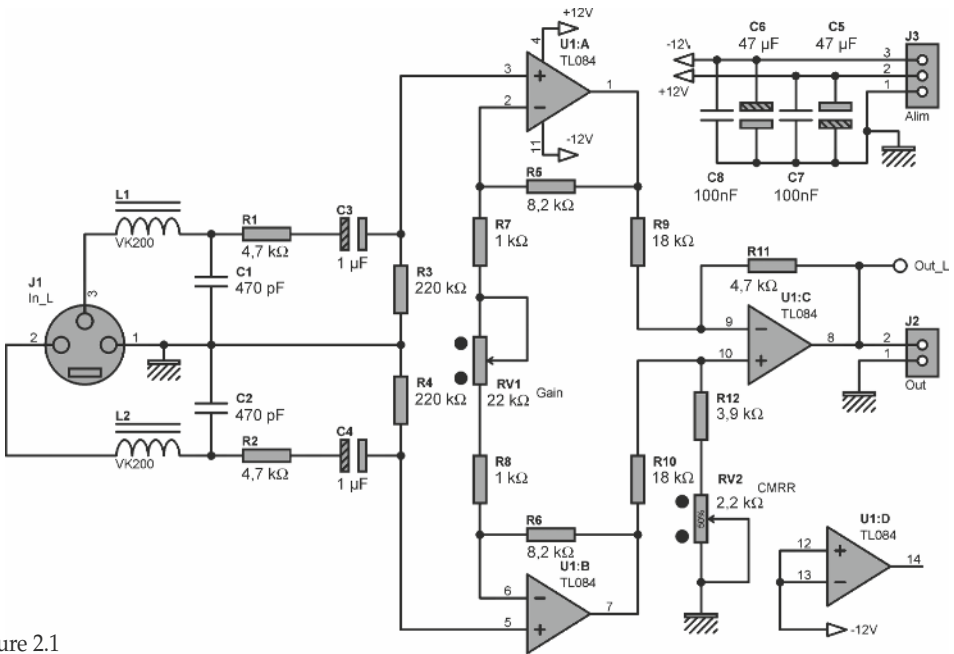 +12V
4
U1:A
TL084
3
+
2
−
1
11
-12V
C6
47 µF
C5
47 µF
J3
-12V
+12V
3
2
1
Alim
C8
100nF
C7
100nF
L1
VK200
R1
4,7 kΩ
C3
1 µF
R5
8,2 kΩ
R7
1 kΩ
R9
18 kΩ
C1
470 pF
R3
220 kΩ
J1
In_L
3
2
1
R11
4,7 kΩ
Out_L
U1:C
TL084
9
−
10
+
8
J2
2
1
Out
RV1
22 kΩ
Gain
R4
220 kΩ
C2
470 pF
L2
VK200
R2
4,7 kΩ
C4
1 µF
R12
3,9 kΩ
R8
1 kΩ
R10
18 kΩ
RV2
2,2 kΩ
CMRR
50%
R6
8,2 kΩ
U1:B
TL084
6
−
5
+
7
U1:D
TL084
12
+
13
−
14
-12V
ure 2.1